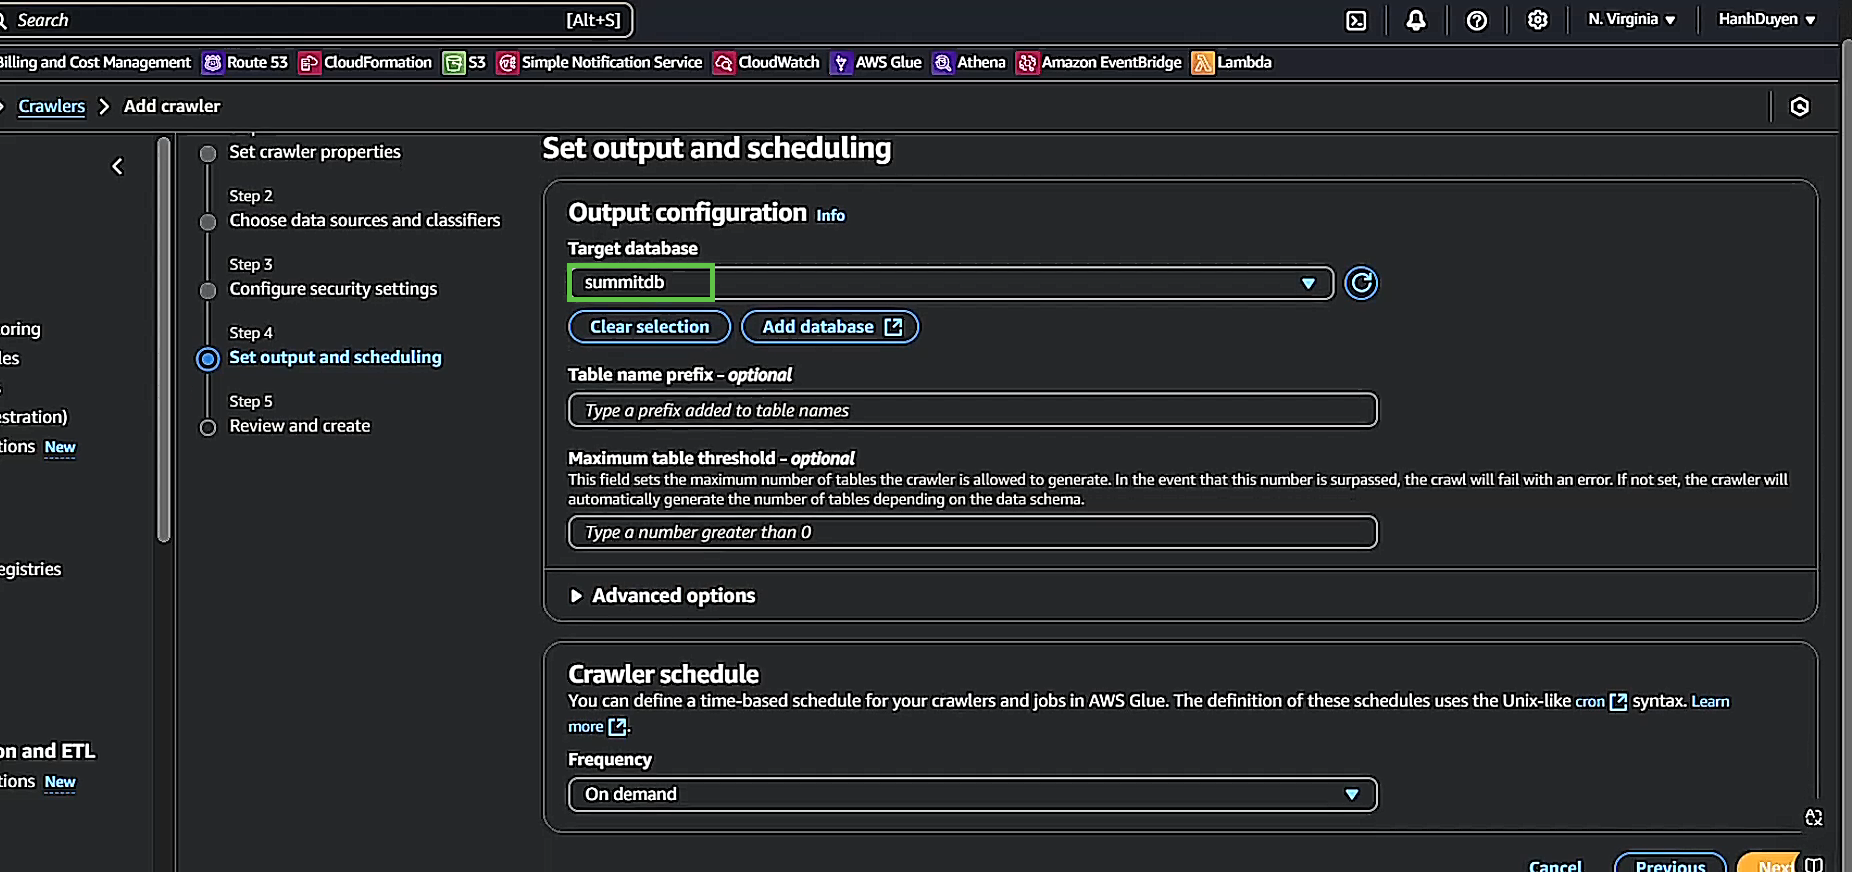 Search [Alt+S] N. Virginia HanhDuyen
Billing and Cost Management Route 53 CloudFormation S3 Simple Notification Service CloudWatch AWS Glue Athena Amazon EventBridge Lambda
Crawlers Add crawler
Set crawler properties
Step 2
Choose data sources and classifiers
Step 3
Configure security settings
Step 4
Set output and scheduling
Step 5
Review and create
oring
les
estration)
tions New
egistries
on and ETL
tions New
Set output and scheduling
Output configuration Info
Target database
summitdb
Clear selection Add database
Table name prefix – optional
Type a prefix added to table names
Maximum table threshold – optional
This field sets the maximum number of tables the crawler is allowed to generate. In the event that this number is surpassed, the crawl will fail with an error. If not set, the crawler will
automatically generate the number of tables depending on the data schema.
Type a number greater than 0
Advanced options
Crawler schedule
You can define a time-based schedule for your crawlers and jobs in AWS Glue. The definition of these schedules uses the Unix-like cron syntax. Learn
more .
Frequency
On demand
Cancel Previous Next